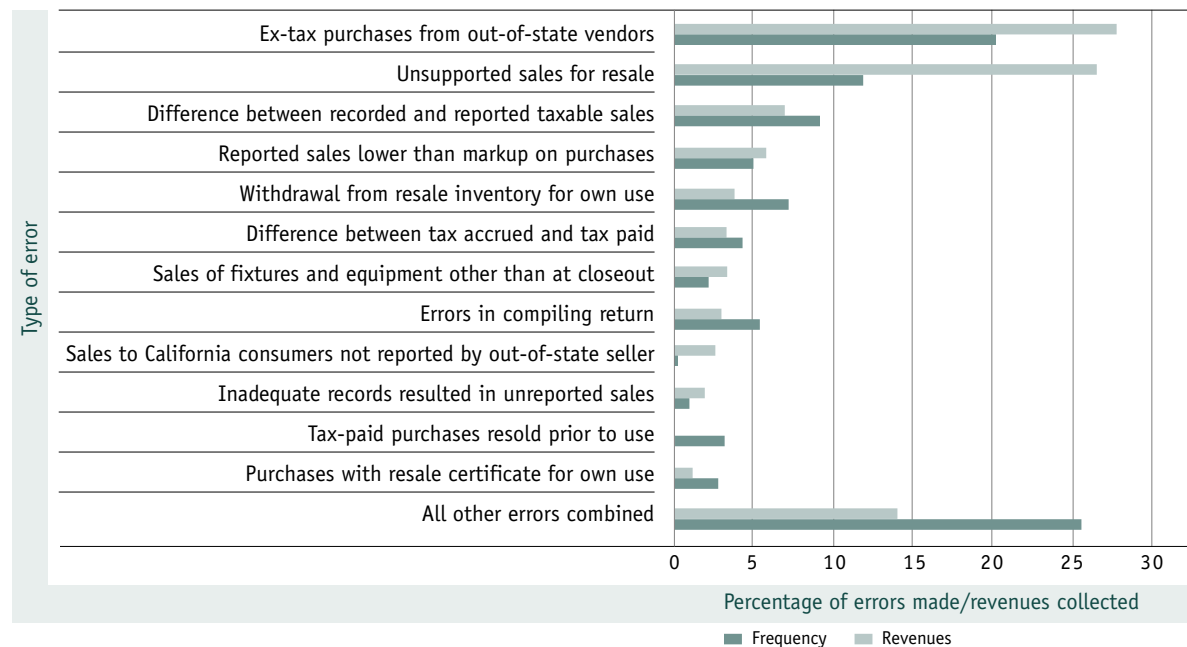 Type of error
Ex-tax purchases from out-of-state vendors
Unsupported sales for resale
Difference between recorded and reported taxable sales
Reported sales lower than markup on purchases
Withdrawal from resale inventory for own use
Difference between tax accrued and tax paid
Sales of fixtures and equipment other than at closeout
Errors in compiling return
Sales to California consumers not reported by out-of-state seller
Inadequate records resulted in unreported sales
Tax-paid purchases resold prior to use
Purchases with resale certificate for own use
All other errors combined
0 5 10 15 20 25 30
Percentage of errors made/revenues collected
Frequency Revenues